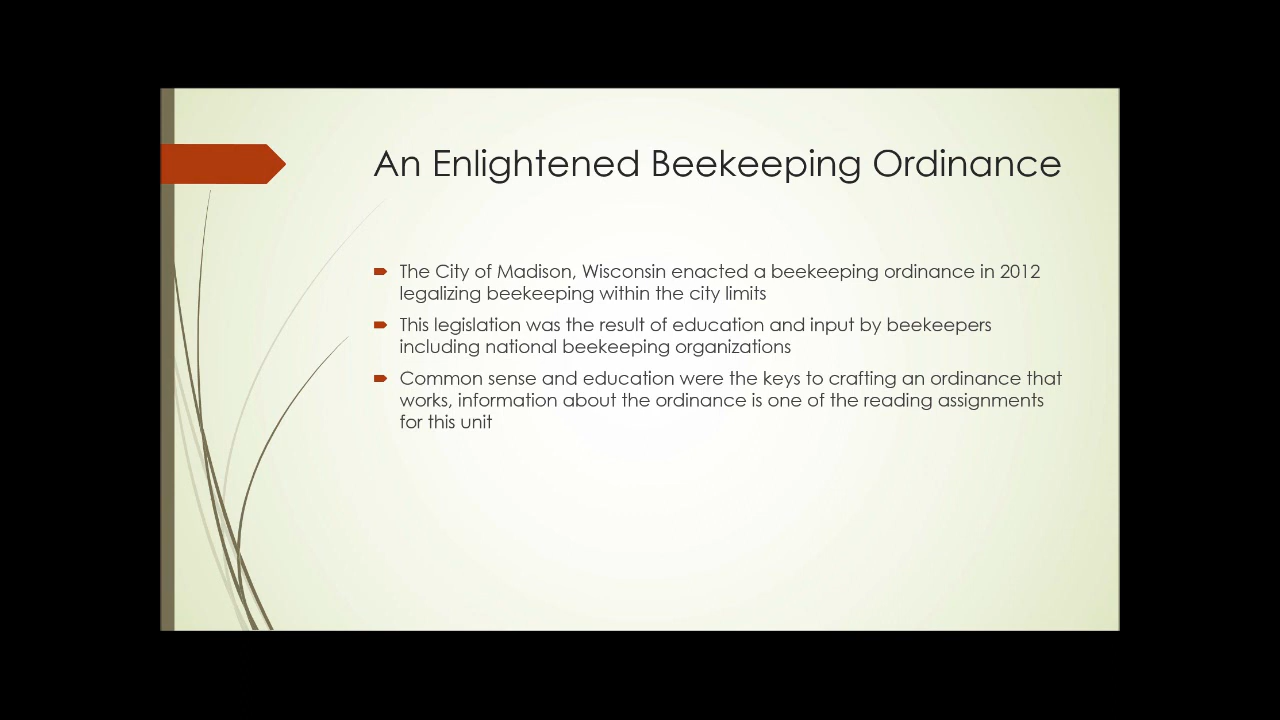 An Enlightened Beekeeping Ordinance
The City of Madison, Wisconsin enacted a beekeeping ordinance in 2012
legalizing beekeeping within the city limits
This legislation was the result of education and input by beekeepers
including national beekeeping organizations
Common sense and education were the keys to crafting an ordinance that
works, information about the ordinance is one of the reading assignments
for this unit